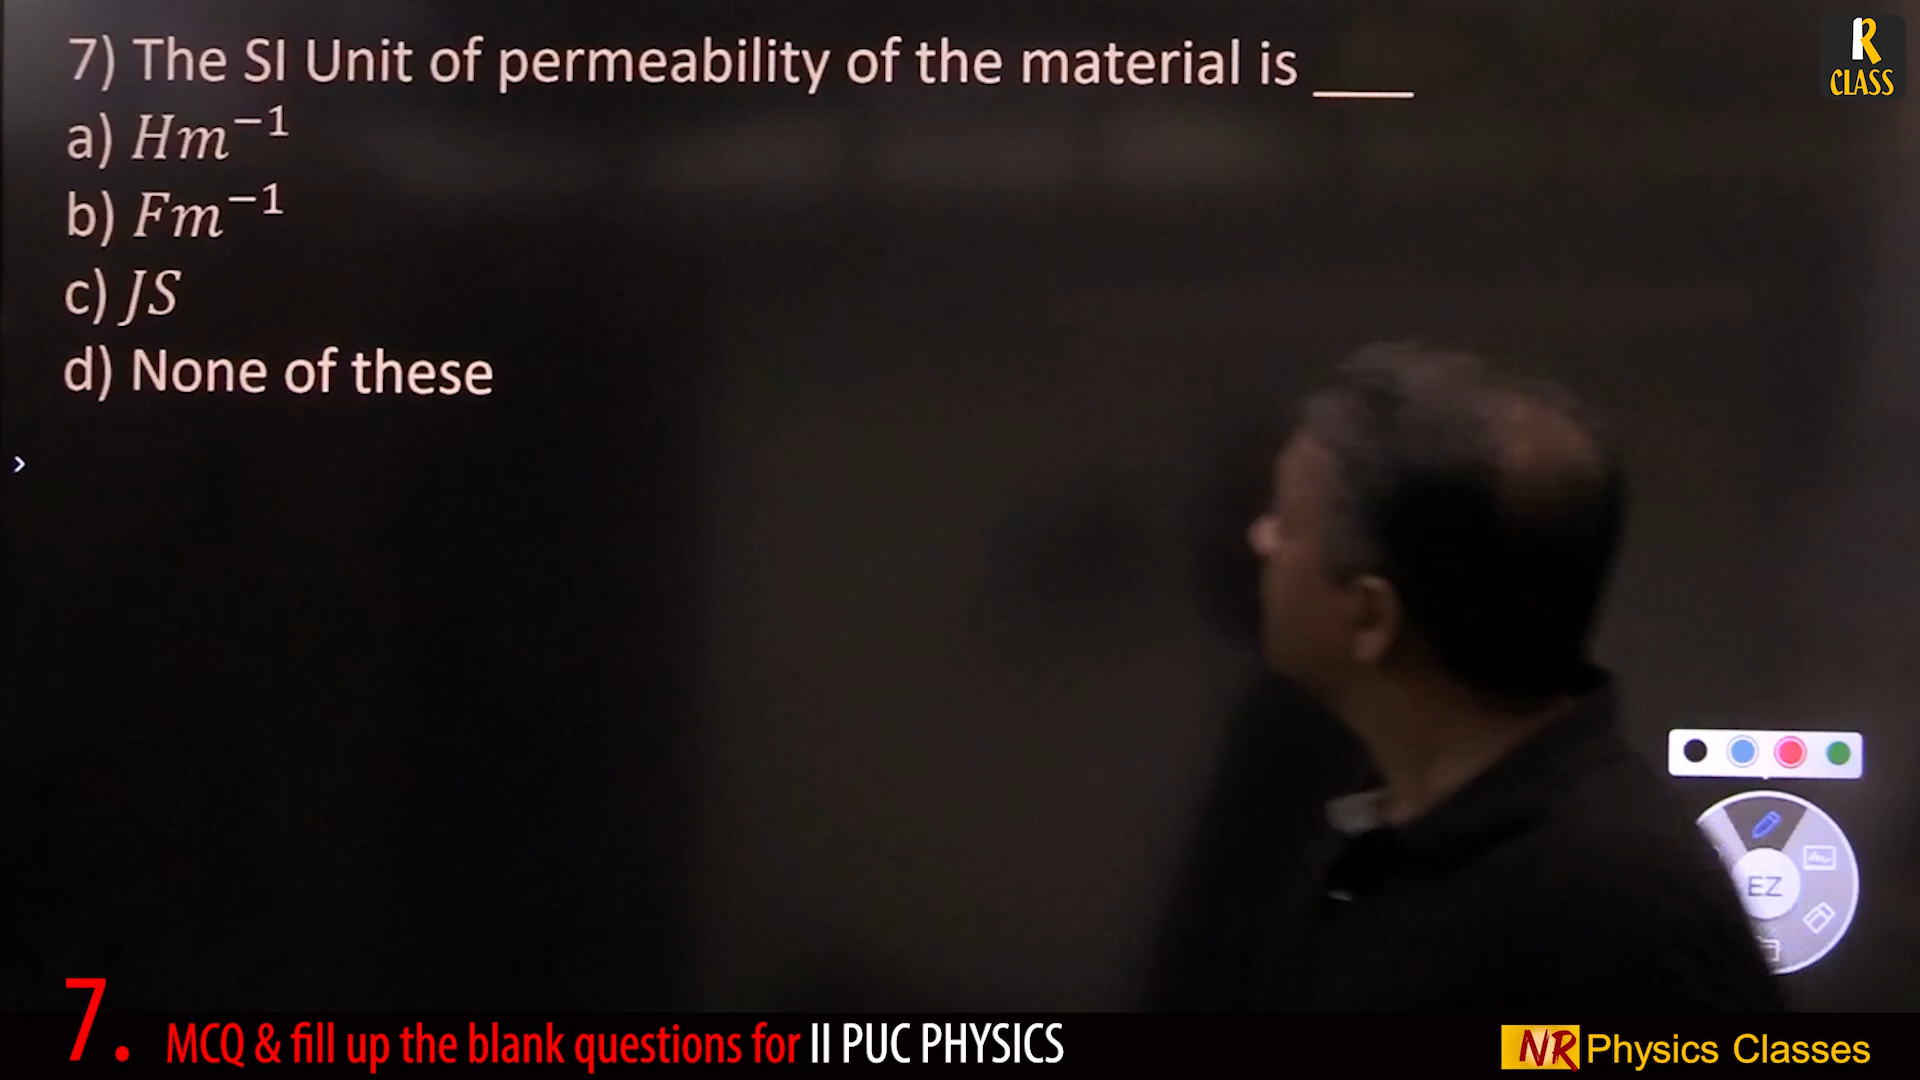 7) The SI Unit of permeability of the material is ____
a) Hm⁻¹
b) Fm⁻¹
c) JS
d) None of these
R
CLASS
EZ
7. MCQ & fill up the blank questions for II PUC PHYSICS
NR Physics Classes